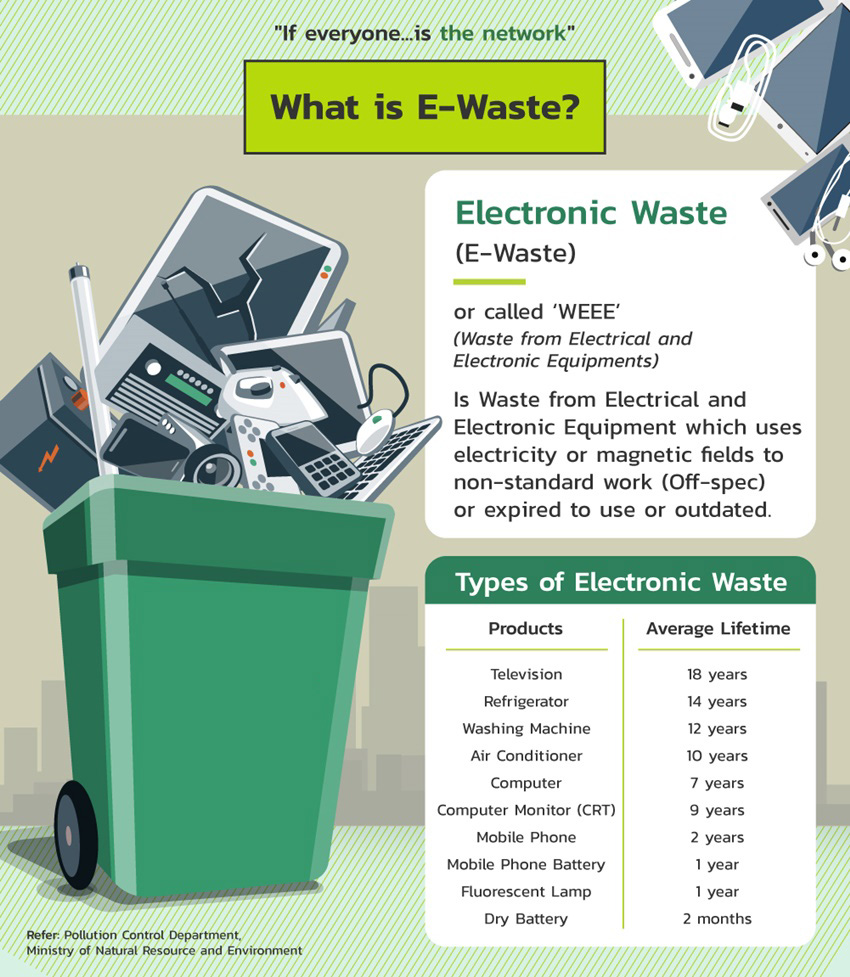 "If everyone...is the network"
What is E-Waste?
Electronic Waste
(E-Waste)
or called ‘WEEE’
(Waste from Electrical and
Electronic Equipments)
Is Waste from Electrical and
Electronic Equipment which uses
electricity or magnetic fields to
non-standard work (Off-spec)
or expired to use or outdated.
Types of Electronic Waste
Products Average Lifetime
Television 18 years
Refrigerator 14 years
Washing Machine 12 years
Air Conditioner 10 years
Computer 7 years
Computer Monitor (CRT) 9 years
Mobile Phone 2 years
Mobile Phone Battery 1 year
Fluorescent Lamp 1 year
Dry Battery 2 months
Refer: Pollution Control Department,
Ministry of Natural Resource and Environment